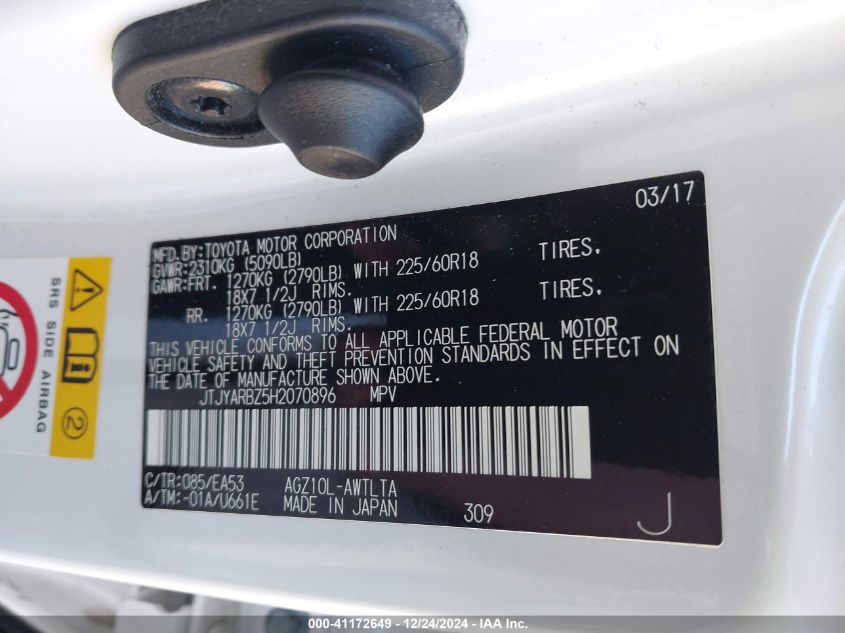 03/17
MFD.BY:TOYOTA MOTOR CORPORATION
GVWR:2310KG (5090LB)
GAWR:FRT. 1270KG (2790LB) WITH 225/60R18 TIRES.
18X7 1/2J RIMS.
RR. 1270KG (2790LB) WITH 225/60R18 TIRES.
18X7 1/2J RIMS.
THIS VEHICLE CONFORMS TO ALL APPLICABLE FEDERAL MOTOR
VEHICLE SAFETY AND THEFT PREVENTION STANDARDS IN EFFECT ON
THE DATE OF MANUFACTURE SHOWN ABOVE.
JTJYARBZ5H2070896 MPV
C/TR:085/EA53 AGZ10L-AWTLTA
A/TM:-01A/U661E MADE IN JAPAN 309 J
SRS SIDE AIRBAG
2
000-41172649 | 12/24/2024 - IAA Inc.